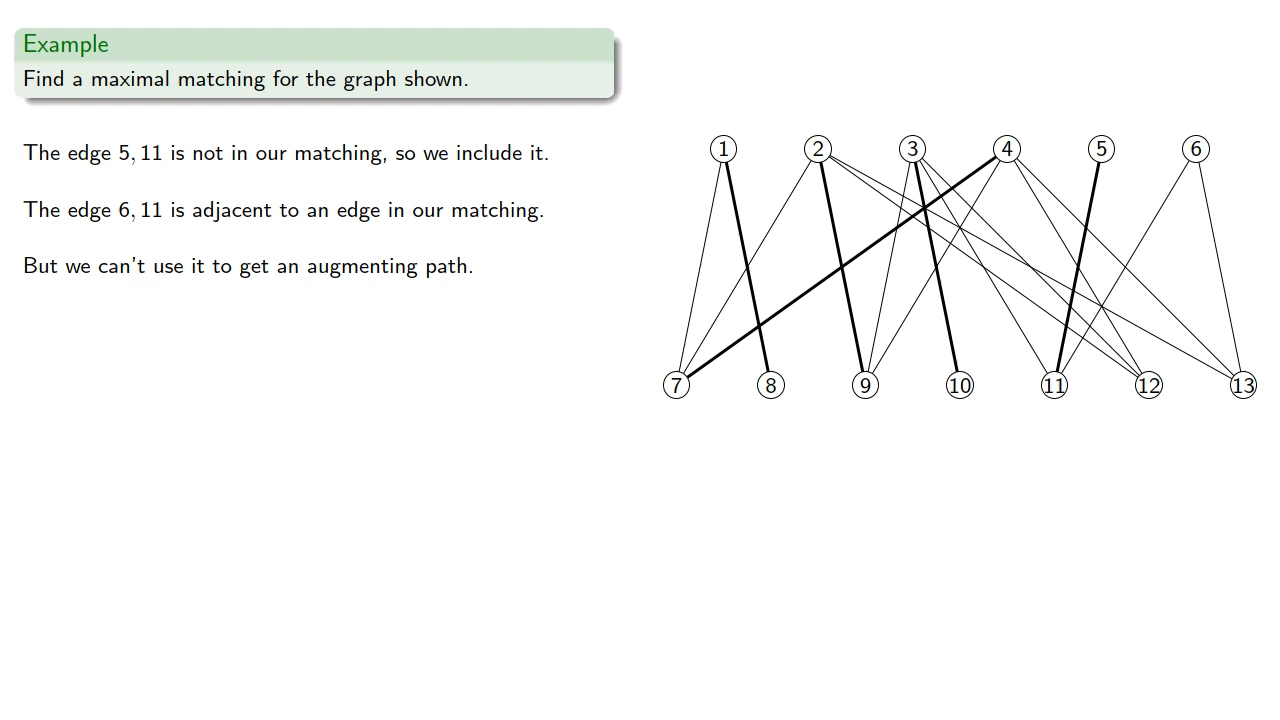 Example
Find a maximal matching for the graph shown.
The edge 5, 11 is not in our matching, so we include it.
The edge 6, 11 is adjacent to an edge in our matching.
But we can't use it to get an augmenting path.
1 2 3 4 5 6
7 8 9 10 11 12 13